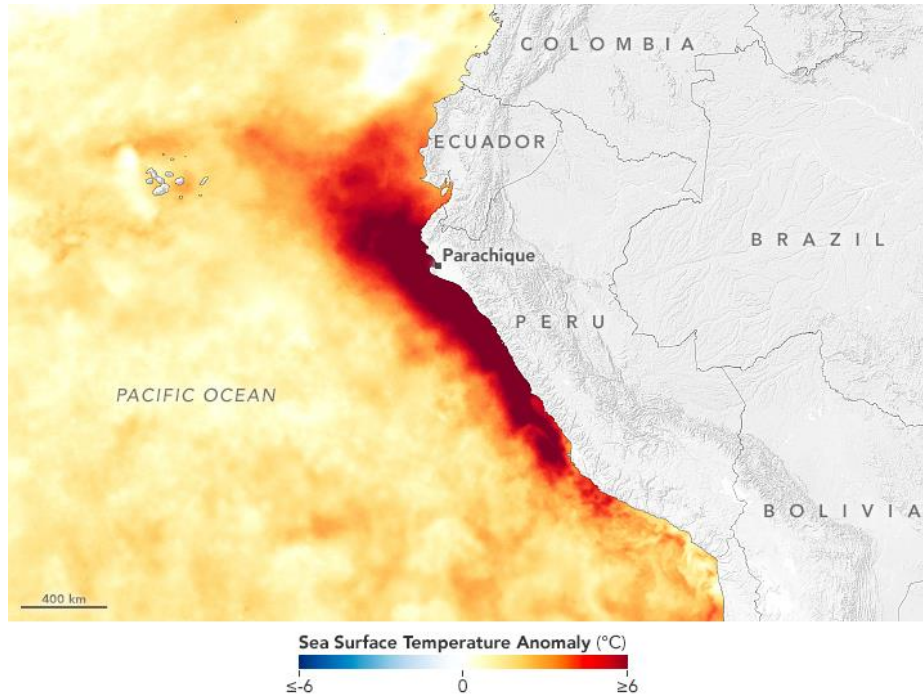 COLOMBIA
ECUADOR
BRAZIL
Parachique
PERU
PACIFIC OCEAN
BOLIVIA
400 km
Sea Surface Temperature Anomaly (°C)
≤-6 0 ≥6